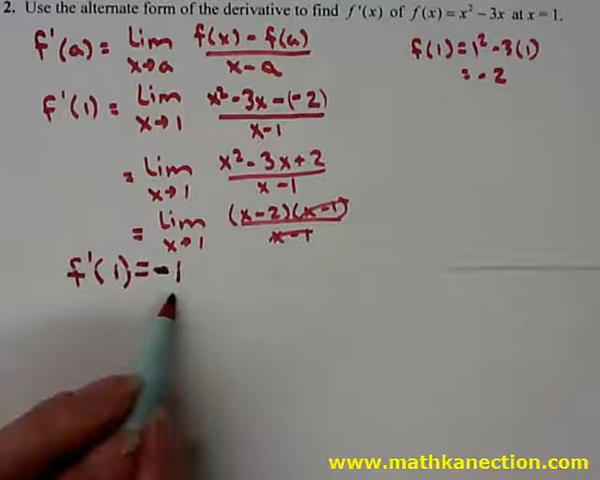 2. Use the alternate form of the derivative to find f'(x) of f(x) = x² – 3x at x = 1.
f'(a) = Lim x→a f(x) - f(a) / x - a
f(1) = 1² - 3(1)
= - 2
f'(1) = Lim x→1 x² - 3x - (-2) / x - 1
= Lim x→1 x² - 3x + 2 / x - 1
= Lim x→1 (x - 2)(x - 1) / x - 1
f'(1) = -1
www.mathkanection.com